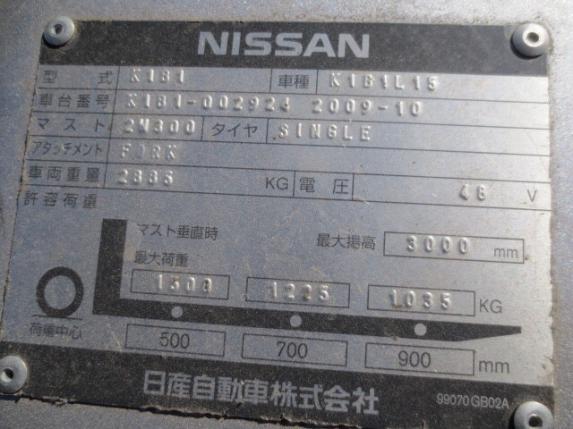 NISSAN
型式 K1B1 車種 K1B1L15
車台番号 K1B1-002924 2009-10
マスト 2W300 タイヤ SINGLE
アタッチメント FORK
車両重量 KG 電圧 48 V
許容荷重
マスト垂直時 最大揚高 3000 mm
最大荷重
1500 1225 1035 KG
荷重中心 500 700 900 mm
日産自動車株式会社 99070 GB02A